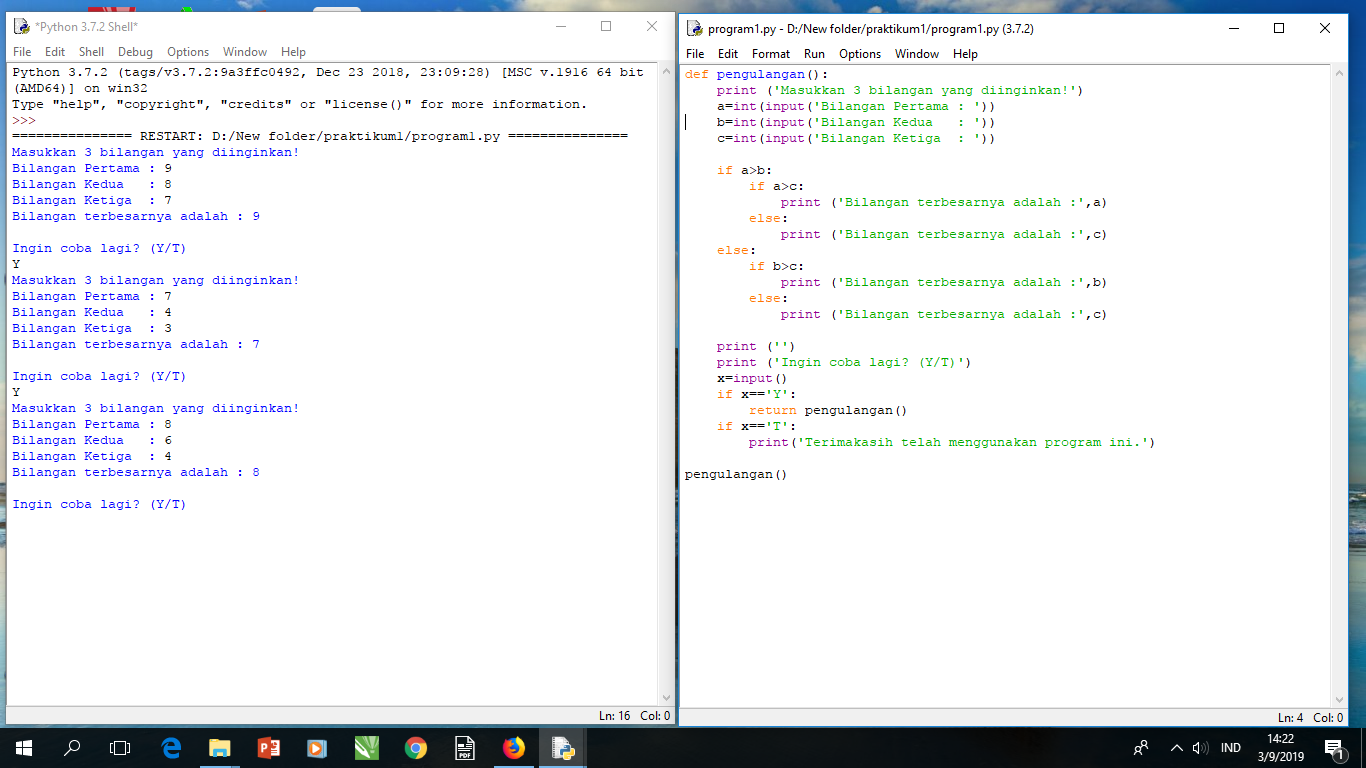 *Python 3.7.2 Shell*
File Edit Shell Debug Options Window Help
Python 3.7.2 (tags/v3.7.2:9a3ffc0492, Dec 23 2018, 23:09:28) [MSC v.1916 64 bit
(AMD64)] on win32
Type "help", "copyright", "credits" or "license()" for more information.
>>>
=============== RESTART: D:/New folder/praktikum1/program1.py ===============
Masukkan 3 bilangan yang diinginkan!
Bilangan Pertama : 9
Bilangan Kedua   : 8
Bilangan Ketiga  : 7
Bilangan terbesarnya adalah : 9

Ingin coba lagi? (Y/T)
Y
Masukkan 3 bilangan yang diinginkan!
Bilangan Pertama : 7
Bilangan Kedua   : 4
Bilangan Ketiga  : 3
Bilangan terbesarnya adalah : 7

Ingin coba lagi? (Y/T)
Y
Masukkan 3 bilangan yang diinginkan!
Bilangan Pertama : 8
Bilangan Kedua   : 6
Bilangan Ketiga  : 4
Bilangan terbesarnya adalah : 8

Ingin coba lagi? (Y/T)
Ln: 16 Col: 0
program1.py - D:/New folder/praktikum1/program1.py (3.7.2)
File Edit Format Run Options Window Help
def pengulangan():
    print ('Masukkan 3 bilangan yang diinginkan!')
    a=int(input('Bilangan Pertama : '))
    b=int(input('Bilangan Kedua   : '))
    c=int(input('Bilangan Ketiga  : '))

    if a>b:
        if a>c:
            print ('Bilangan terbesarnya adalah :',a)
        else:
            print ('Bilangan terbesarnya adalah :',c)
    else:
        if b>c:
            print ('Bilangan terbesarnya adalah :',b)
        else:
            print ('Bilangan terbesarnya adalah :',c)

    print ('')
    print ('Ingin coba lagi? (Y/T)')
    x=input()
    if x=='Y':
        return pengulangan()
    if x=='T':
        print('Terimakasih telah menggunakan program ini.')

pengulangan()
Ln: 4 Col: 0
PDF
IND
14:22
3/9/2019
1